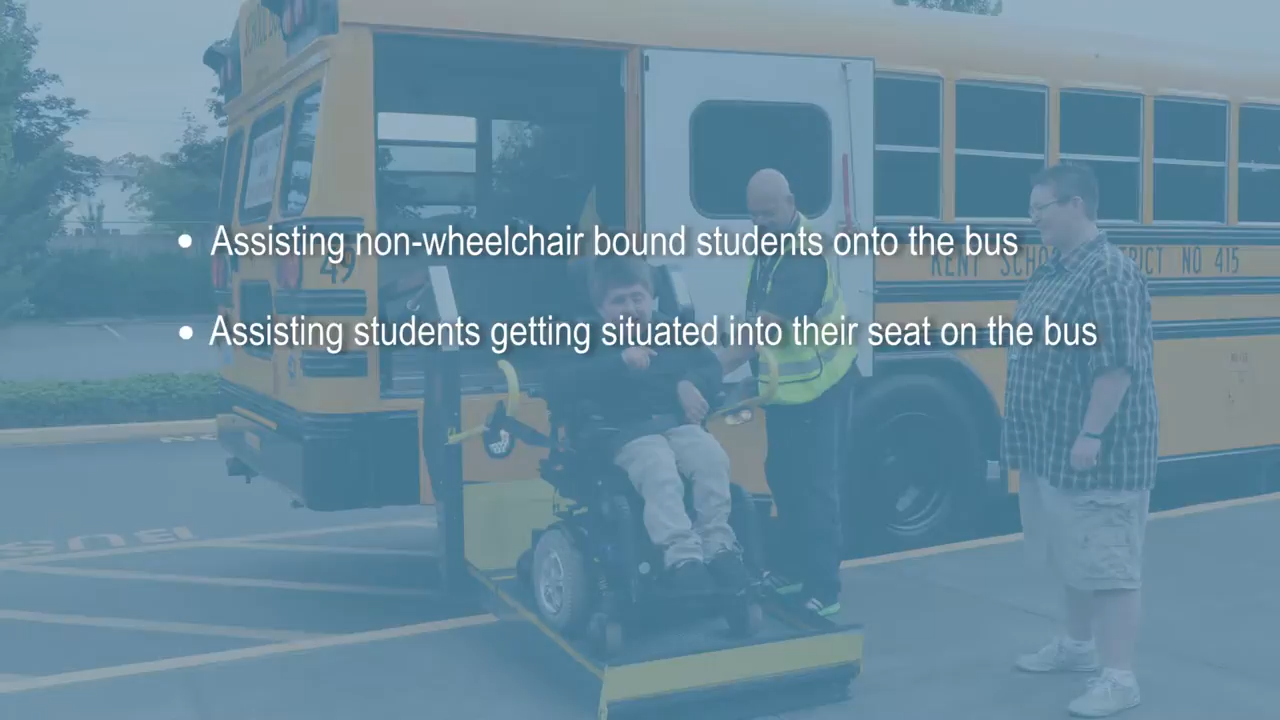 • Assisting non-wheelchair bound students onto the bus
• Assisting students getting situated into their seat on the bus
49
KENT SCHOOL DISTRICT NO 415
BUS